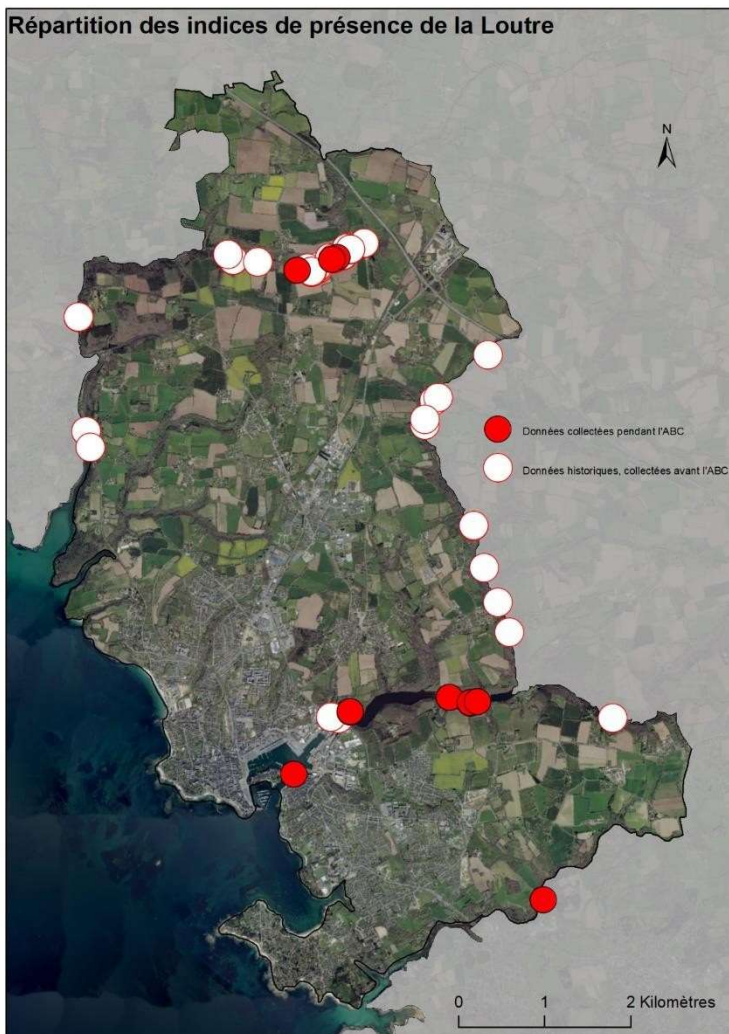 Répartition des indices de présence de la Loutre
N
Données collectées pendant l'ABC
Données historiques, collectées avant l'ABC
0 1 2 Kilomètres